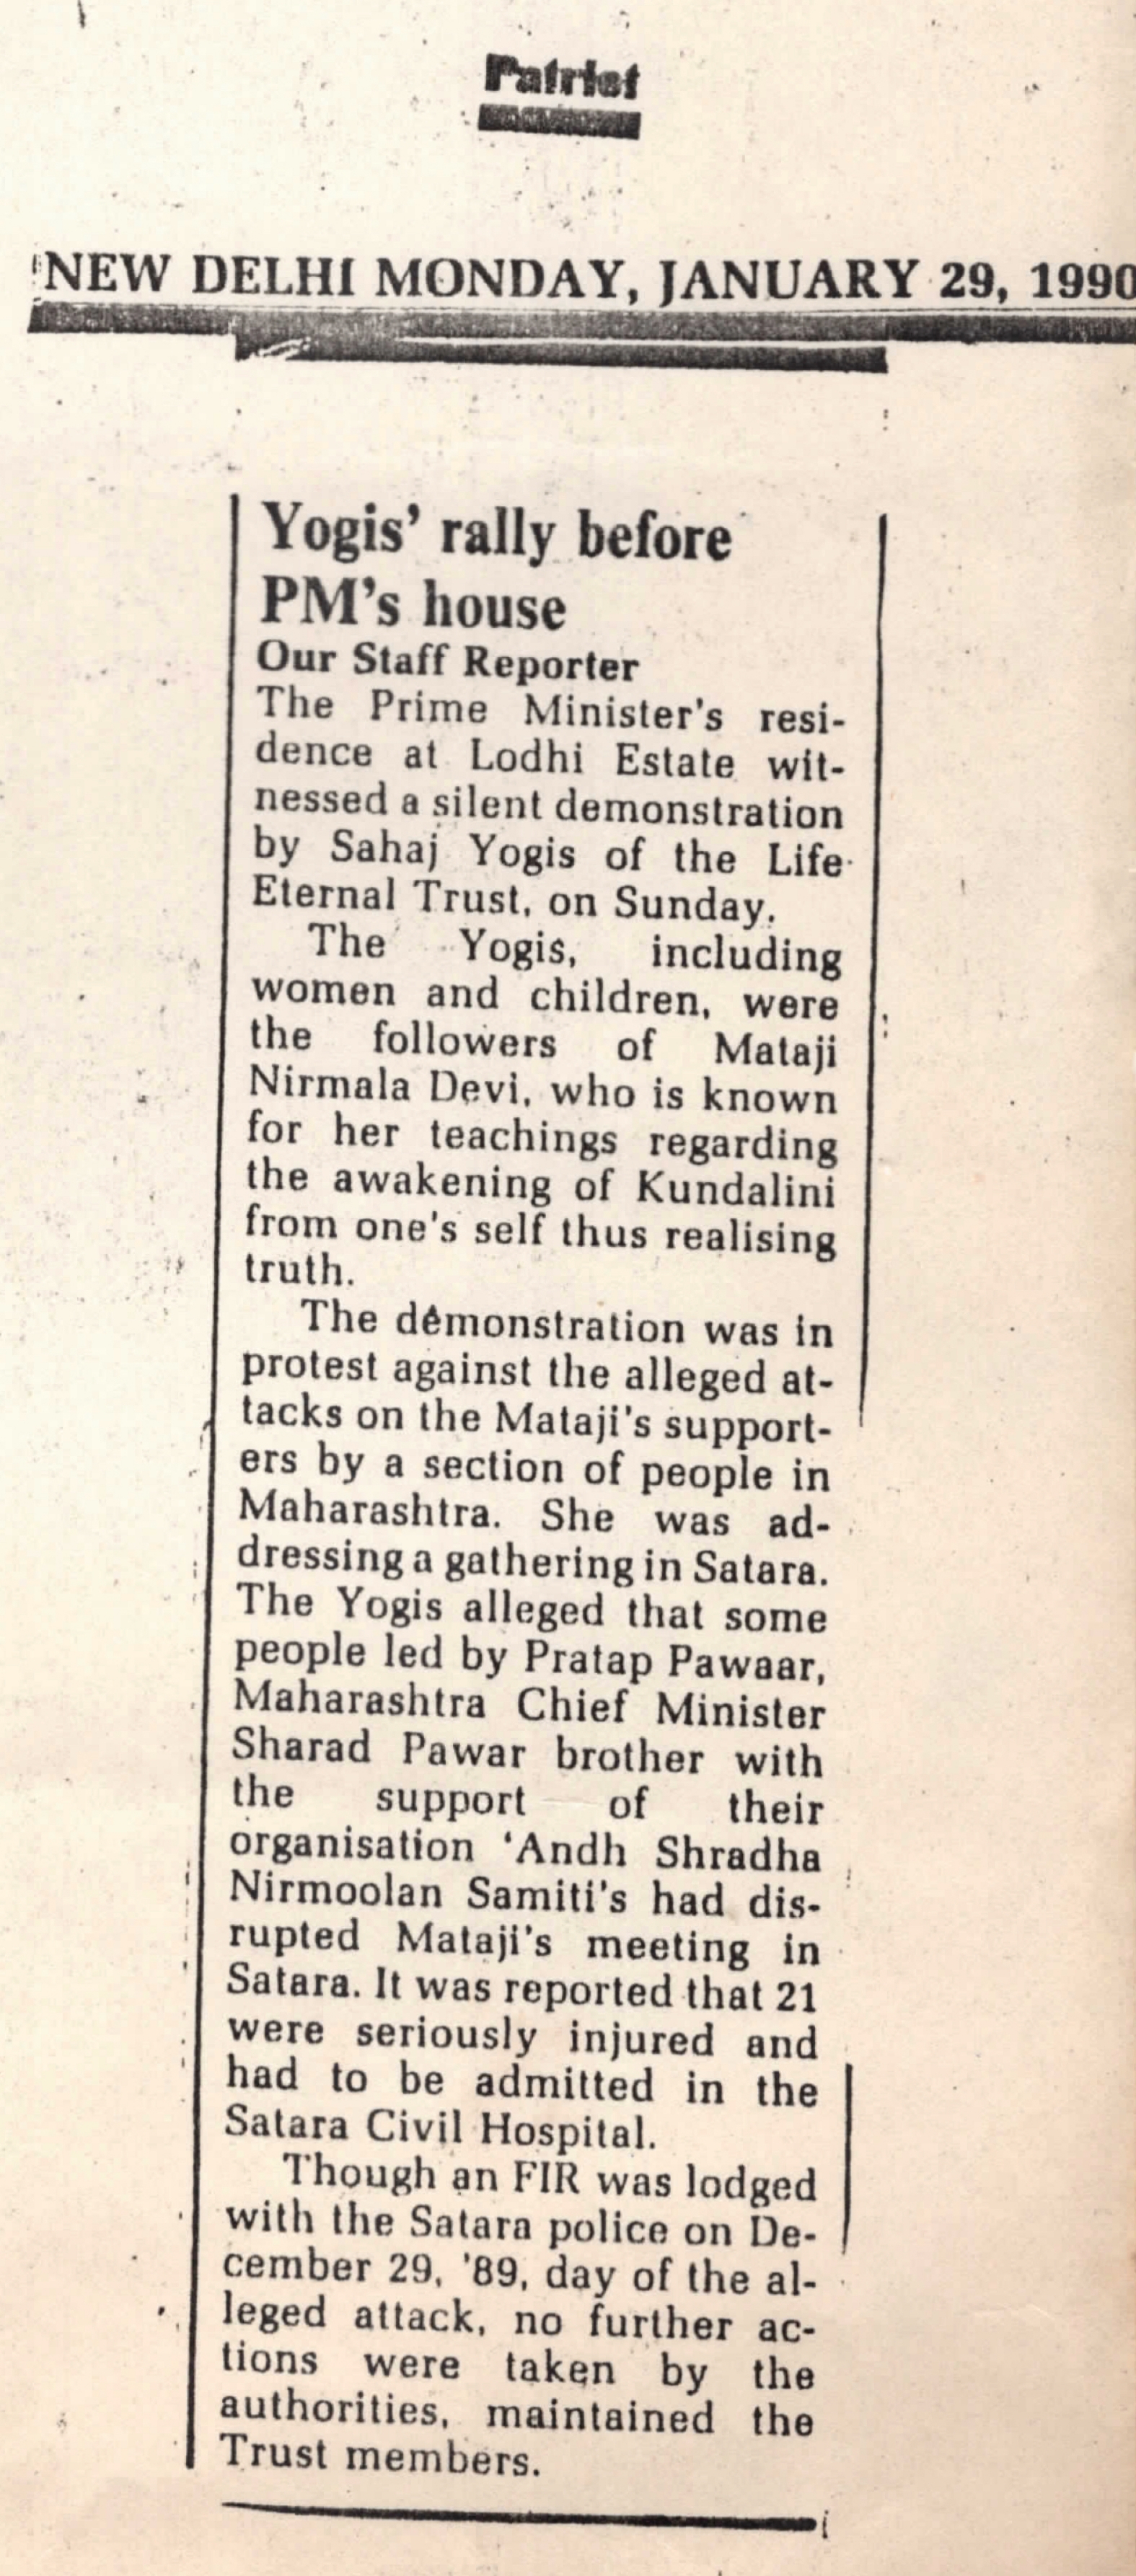 Patriot
NEW DELHI MONDAY, JANUARY 29, 1990
Yogis' rally before
PM's house
Our Staff Reporter
The Prime Minister's resi-
dence at Lodhi Estate wit-
nessed a silent demonstration
by Sahaj Yogis of the Life
Eternal Trust, on Sunday.
The Yogis, including
women and children, were
the followers of Mataji
Nirmala Devi, who is known
for her teachings regarding
the awakening of Kundalini
from one's self thus realising
truth.
The demonstration was in
protest against the alleged at-
tacks on the Mataji's support-
ers by a section of people in
Maharashtra. She was ad-
dressing a gathering in Satara.
The Yogis alleged that some
people led by Pratap Pawaar,
Maharashtra Chief Minister
Sharad Pawar brother with
the support of their
organisation 'Andh Shradha
Nirmoolan Samiti's had dis-
rupted Mataji's meeting in
Satara. It was reported that 21
were seriously injured and
had to be admitted in the
Satara Civil Hospital.
Though an FIR was lodged
with the Satara police on De-
cember 29, '89, day of the al-
leged attack, no further ac-
tions were taken by the
authorities, maintained the
Trust members.